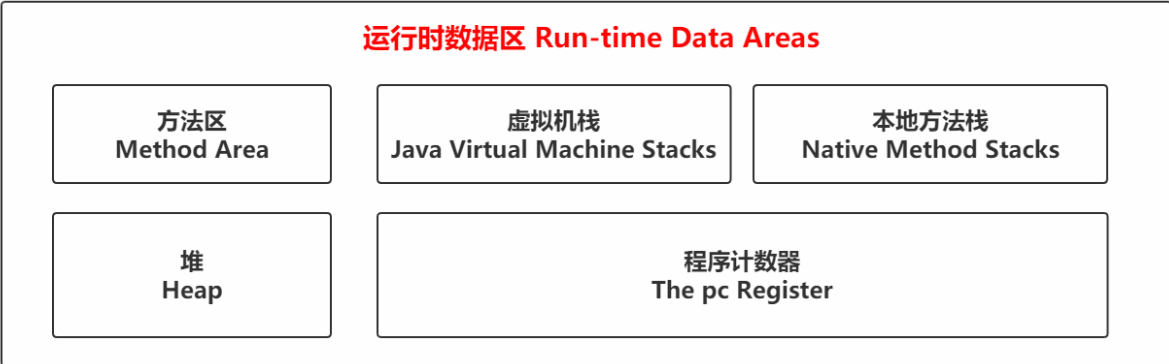 运行时数据区 Run-time Data Areas
方法区
Method Area
虚拟机栈
Java Virtual Machine Stacks
本地方法栈
Native Method Stacks
堆
Heap
程序计数器
The pc Register